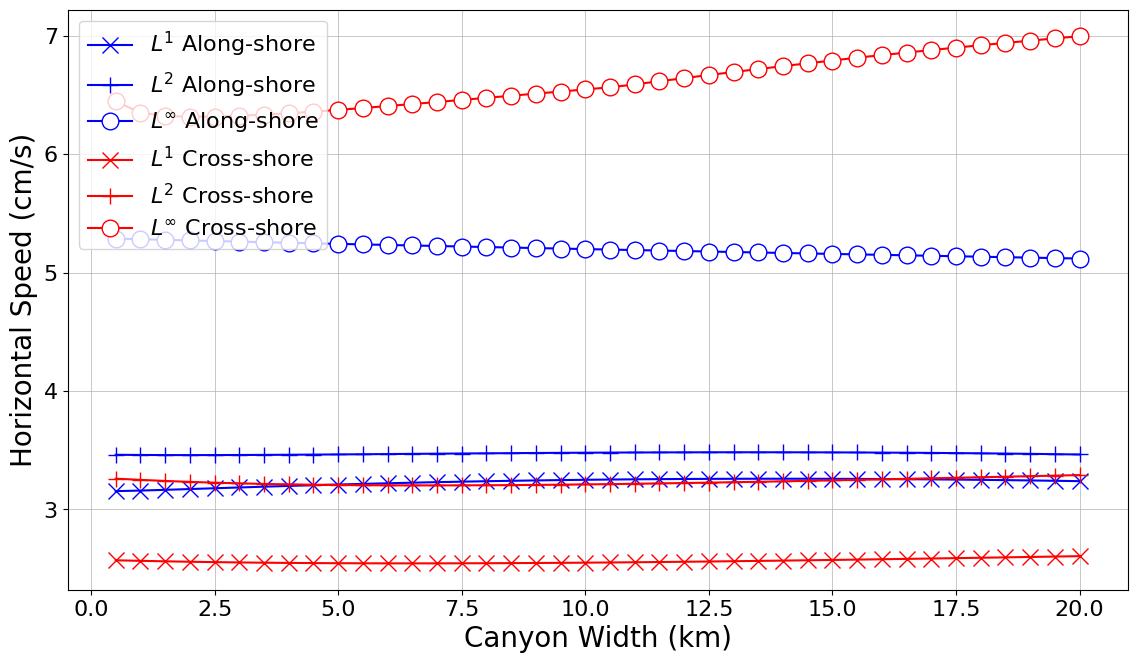 7
6
5
4
3
Horizontal Speed (cm/s)
L¹ Along-shore
L² Along-shore
L∞ Along-shore
L¹ Cross-shore
L² Cross-shore
L∞ Cross-shore
0.0 2.5 5.0 7.5 10.0 12.5 15.0 17.5 20.0
Canyon Width (km)